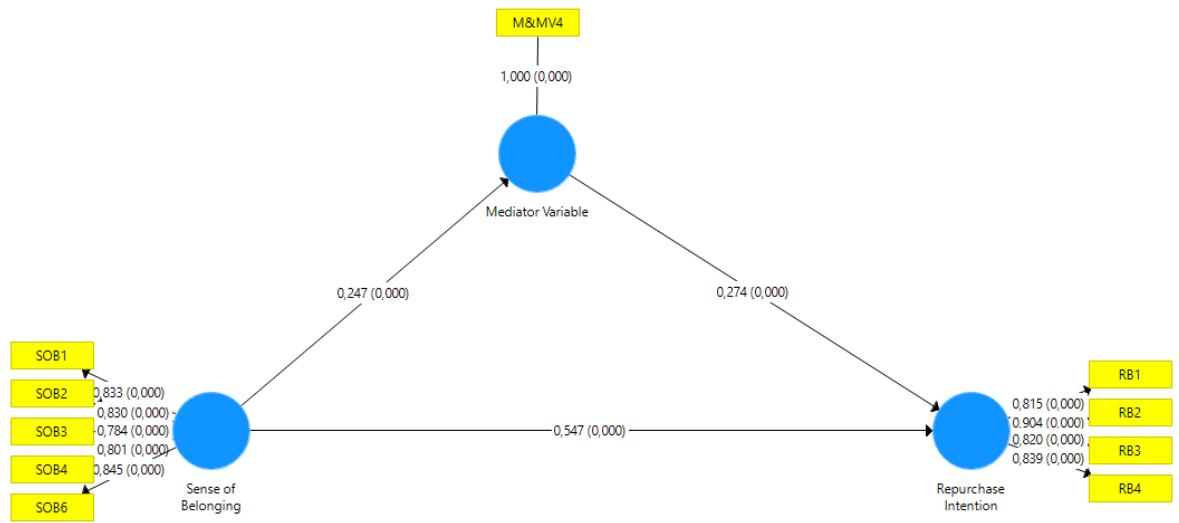 M&MV4
1,000 (0,000)
Mediator Variable
0,247 (0,000)
0,274 (0,000)
SOB1
SOB2
SOB3
SOB4
SOB6
0,833 (0,000)
0,830 (0,000)
0,784 (0,000)
0,801 (0,000)
0,845 (0,000)
Sense of
Belonging
0,547 (0,000)
Repurchase
Intention
0,815 (0,000)
0,904 (0,000)
0,820 (0,000)
0,839 (0,000)
RB1
RB2
RB3
RB4